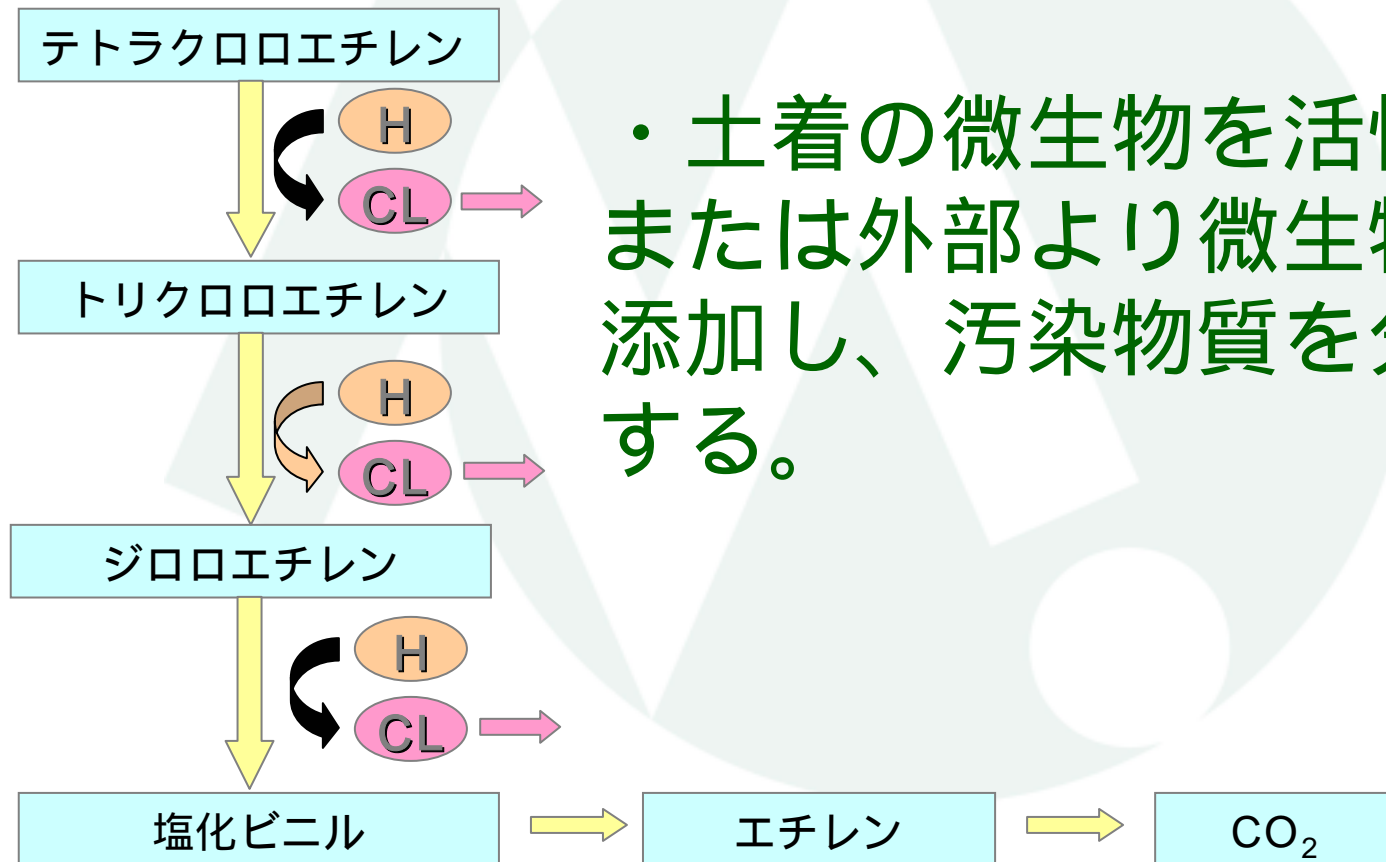 テトラクロロエチレン
H
CL
トリクロロエチレン
H
CL
ジロロエチレン
H
CL
塩化ビニル
エチレン
CO₂
・土着の微生物を活
または外部より微生
添加し、汚染物質を
する。